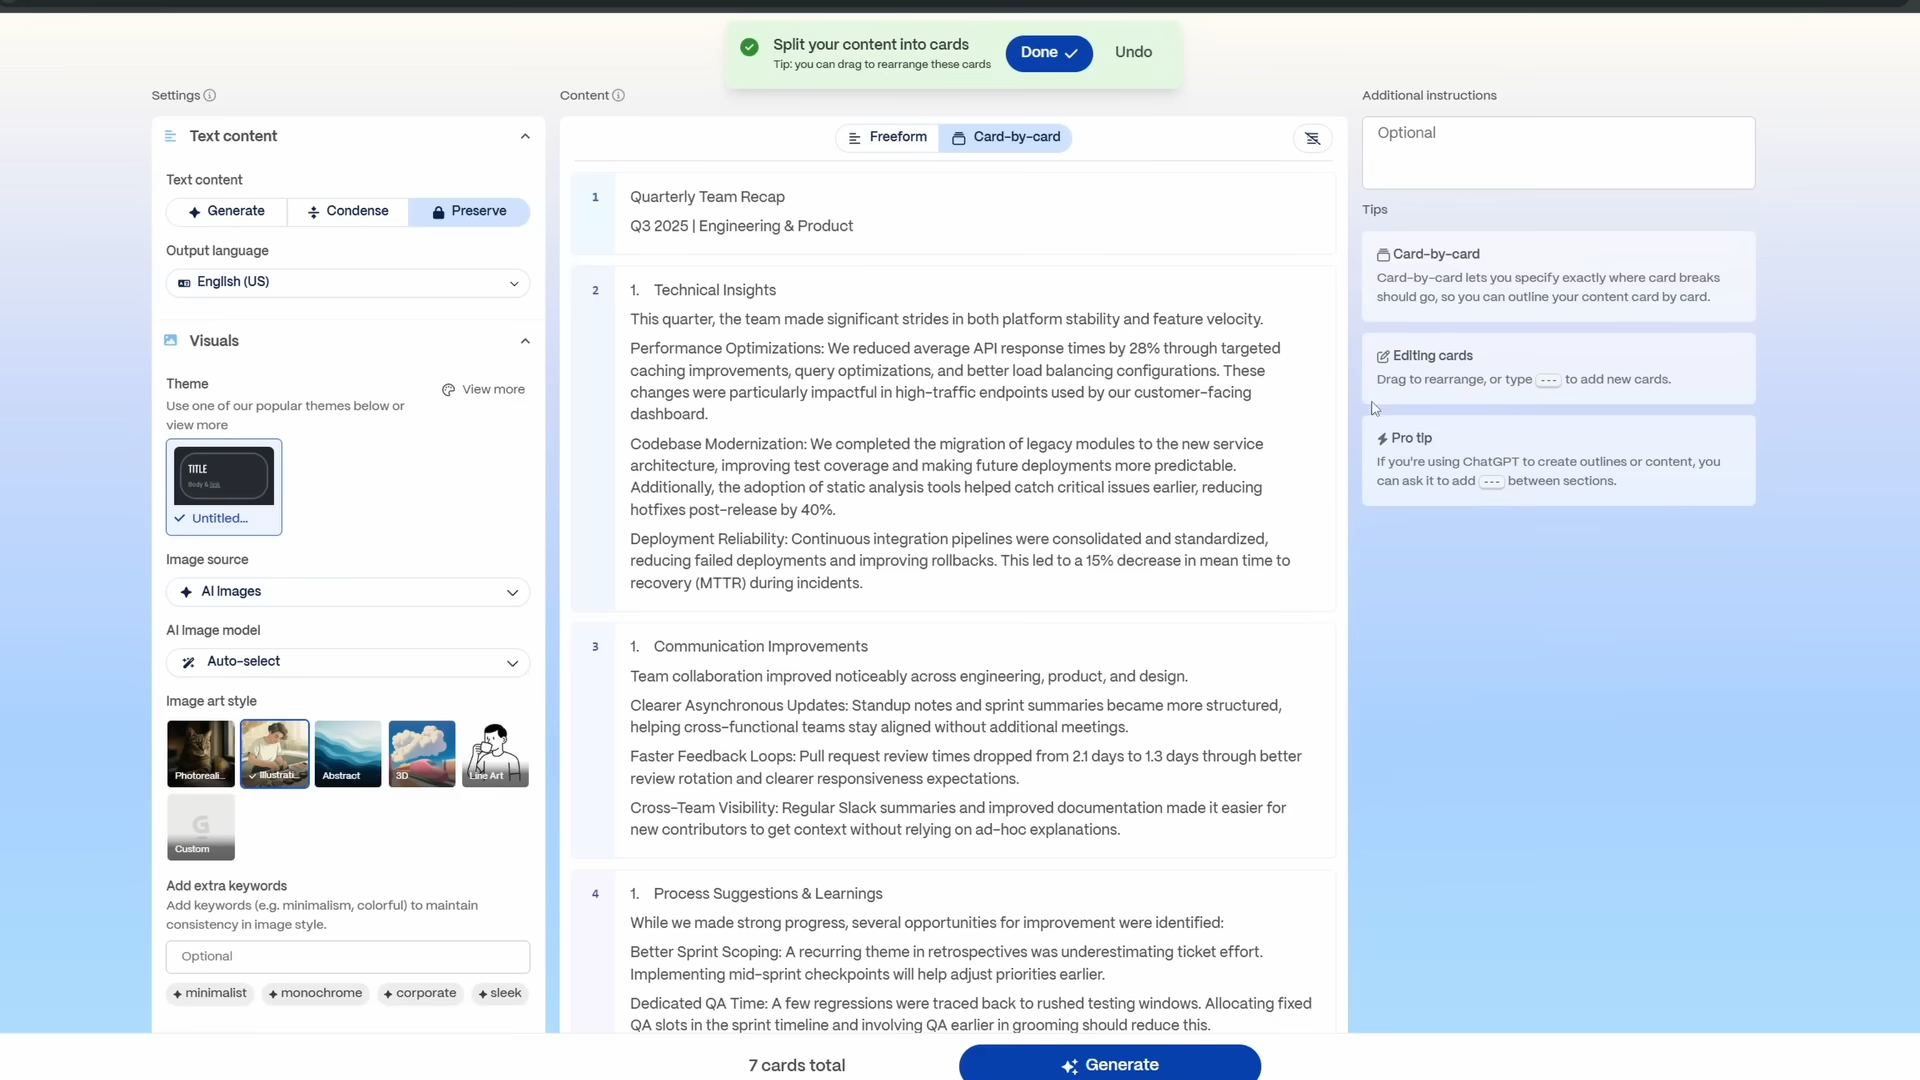 Split your content into cards
Tip: you can drag to rearrange these cards
Done
Undo
Settings
Text content
Text content
Generate
Condense
Preserve
Output language
English (US)
Visuals
Theme
View more
Use one of our popular themes below or
view more
TITLE
Body & link
Untitled...
Image source
AI Images
AI Image model
Auto-select
Image art style
Photoreali...
Illustrati...
Abstract
3D
Line Art
Custom
Add extra keywords
Add keywords (e.g. minimalism, colorful) to maintain
consistency in image style.
Optional
minimalist
monochrome
corporate
sleek
Content
Freeform
Card-by-card
1
Quarterly Team Recap
Q3 2025 | Engineering & Product
2
1. Technical Insights
This quarter, the team made significant strides in both platform stability and feature velocity.
Performance Optimizations: We reduced average API response times by 28% through targeted
caching improvements, query optimizations, and better load balancing configurations. These
changes were particularly impactful in high-traffic endpoints used by our customer-facing
dashboard.
Codebase Modernization: We completed the migration of legacy modules to the new service
architecture, improving test coverage and making future deployments more predictable.
Additionally, the adoption of static analysis tools helped catch critical issues earlier, reducing
hotfixes post-release by 40%.
Deployment Reliability: Continuous integration pipelines were consolidated and standardized,
reducing failed deployments and improving rollbacks. This led to a 15% decrease in mean time to
recovery (MTTR) during incidents.
3
1. Communication Improvements
Team collaboration improved noticeably across engineering, product, and design.
Clearer Asynchronous Updates: Standup notes and sprint summaries became more structured,
helping cross-functional teams stay aligned without additional meetings.
Faster Feedback Loops: Pull request review times dropped from 2.1 days to 1.3 days through better
review rotation and clearer responsiveness expectations.
Cross-Team Visibility: Regular Slack summaries and improved documentation made it easier for
new contributors to get context without relying on ad-hoc explanations.
4
1. Process Suggestions & Learnings
While we made strong progress, several opportunities for improvement were identified:
Better Sprint Scoping: A recurring theme in retrospectives was underestimating ticket effort.
Implementing mid-sprint checkpoints will help adjust priorities earlier.
Dedicated QA Time: A few regressions were traced back to rushed testing windows. Allocating fixed
QA slots in the sprint timeline and involving QA earlier in grooming should reduce this.
Additional instructions
Optional
Tips
Card-by-card
Card-by-card lets you specify exactly where card breaks
should go, so you can outline your content card by card.
Editing cards
Drag to rearrange, or type --- to add new cards.
Pro tip
If you're using ChatGPT to create outlines or content, you
can ask it to add --- between sections.
7 cards total
Generate